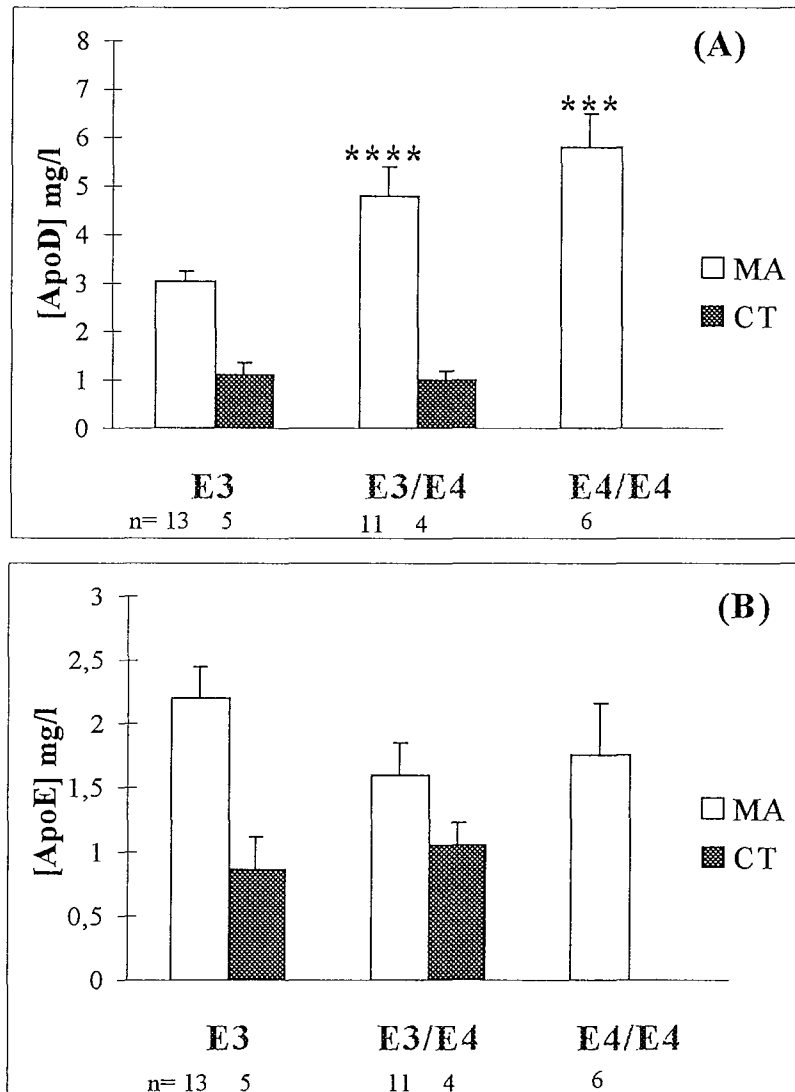 (A)
[ApoD] mg/l
8
7
6
5
4
3
2
1
0
****
***
MA
CT
E3 E3/E4 E4/E4
n= 13 5 11 4 6
(B)
[ApoE] mg/l
3
2,5
2
1,5
1
0,5
0
MA
CT
E3 E3/E4 E4/E4
n= 13 5 11 4 6